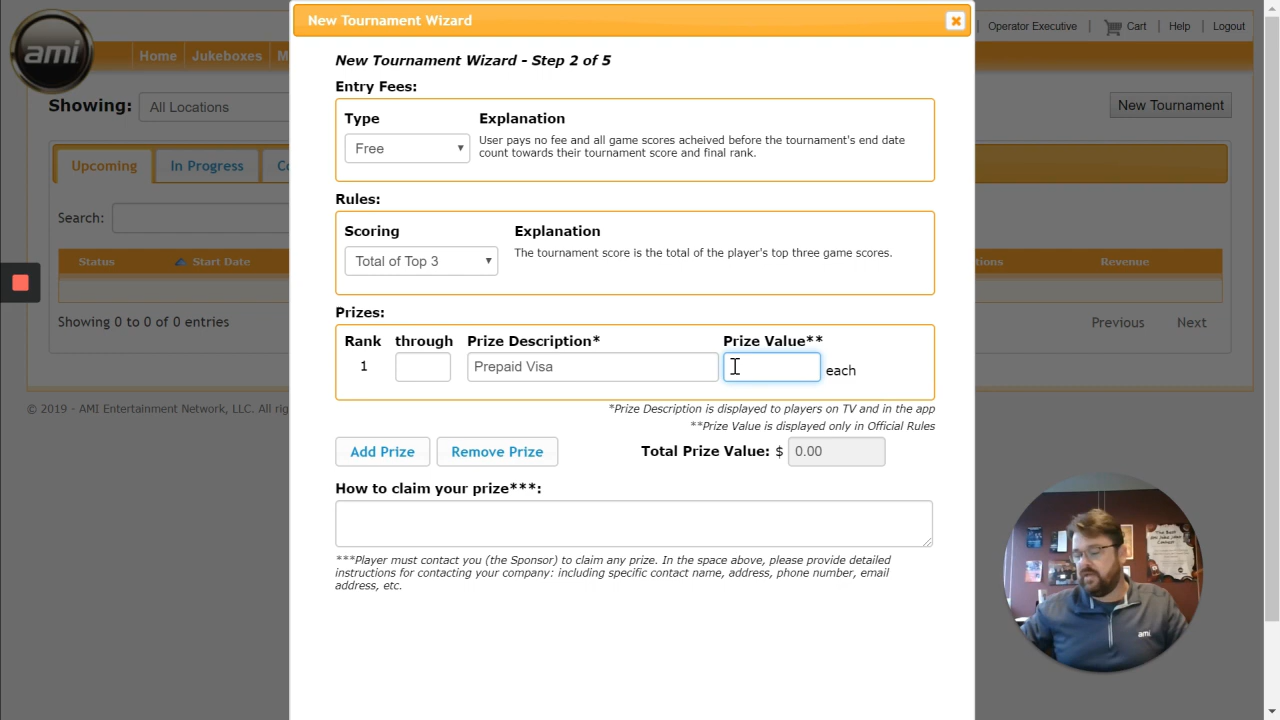 New Tournament Wizard
ami
Operator Executive
Cart
Help
Logout
Home
Jukeboxes
M
Showing:
All Locations
New Tournament
Upcoming
In Progress
Co
Search:
Status
Start Date
Revenue
Showing 0 to 0 of 0 entries
Previous
Next
© 2019 - AMI Entertainment Network, LLC. All rig
New Tournament Wizard - Step 2 of 5
Entry Fees:
Type
Explanation
Free
User pays no fee and all game scores acheived before the tournament's end date
count towards their tournament score and final rank.
Rules:
Scoring
Explanation
Total of Top 3
The tournament score is the total of the player's top three game scores.
Prizes:
Rank
through
Prize Description*
Prize Value**
1
Prepaid Visa
each
*Prize Description is displayed to players on TV and in the app
**Prize Value is displayed only in Official Rules
Add Prize
Remove Prize
Total Prize Value: $ 0.00
How to claim your prize***:
***Player must contact you (the Sponsor) to claim any prize. In the space above, please provide detailed
instructions for contacting your company: including specific contact name, address, phone number, email
address, etc.
ami